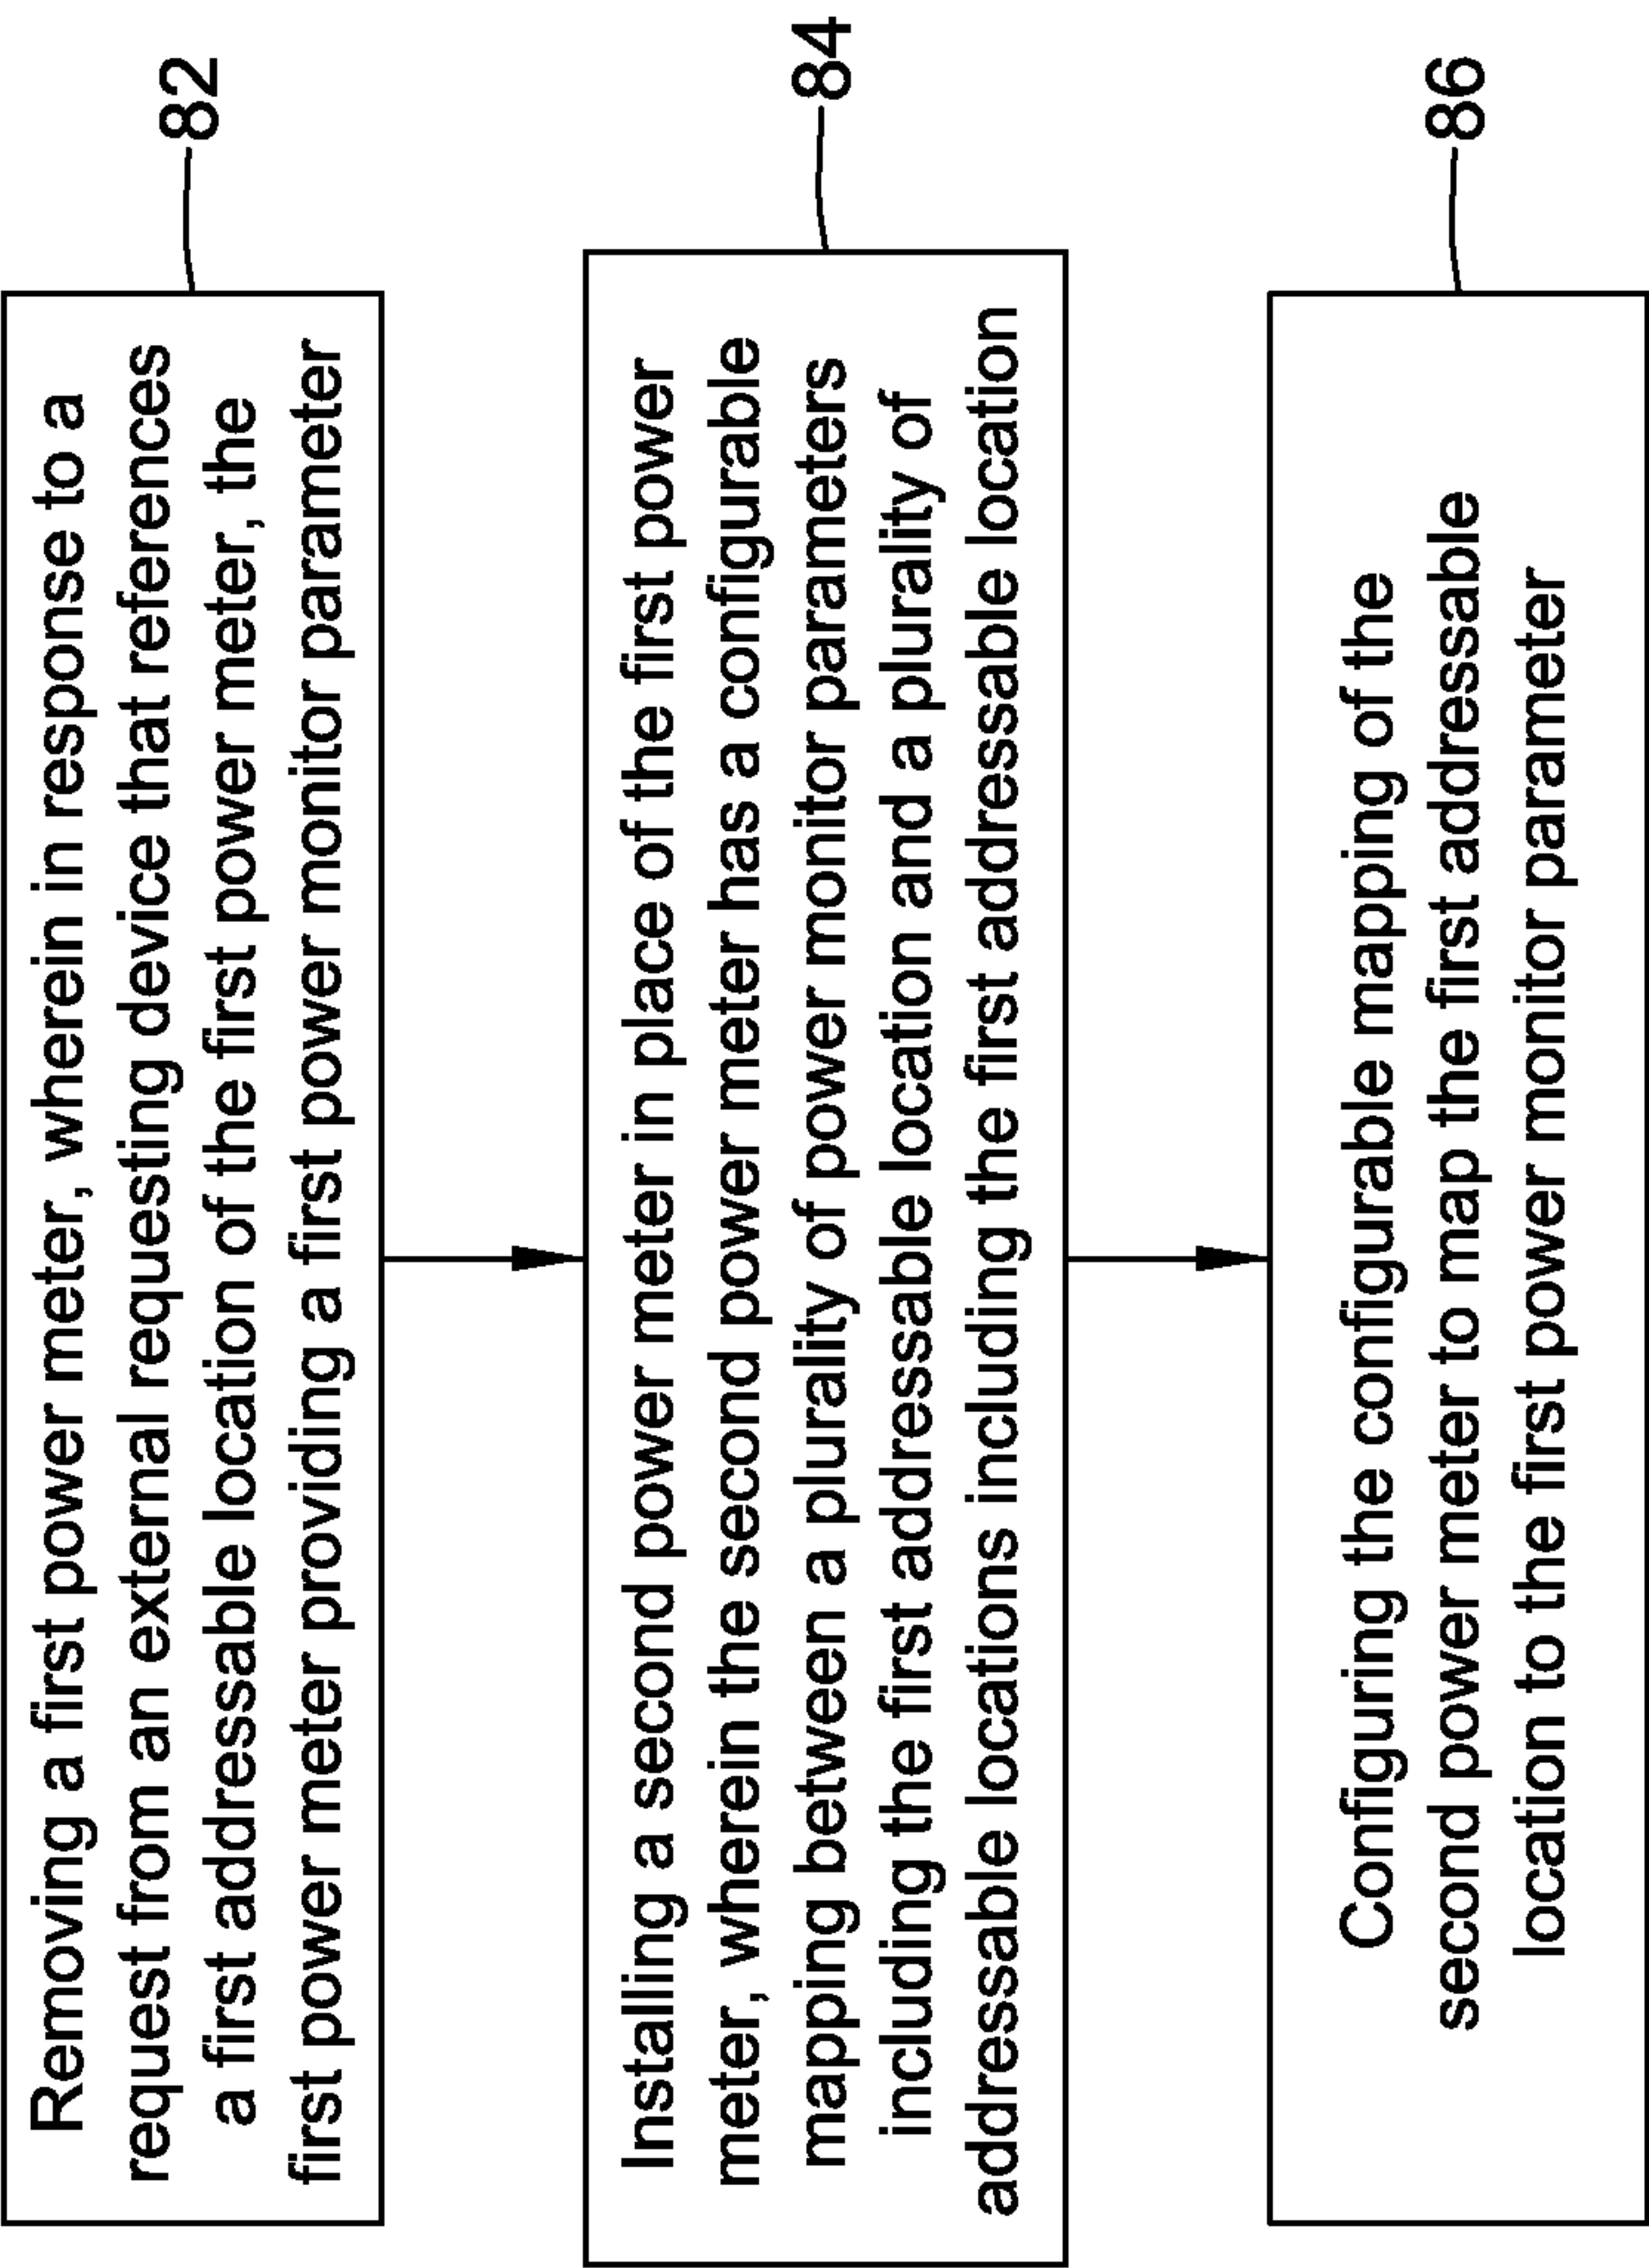 Removing a first power meter, wherein in response to a
request from an external requesting device that references
a first addressable location of the first power meter, the
first power meter providing a first power monitor parameter
82
Installing a second power meter in place of the first power
meter, wherein the second power meter has a configurable
mapping between a plurality of power monitor parameters
including the first addressable location and a plurality of
addressable locations including the first addressable location
84
Configuring the configurable mapping of the
second power meter to map the first addressable
location to the first power monitor parameter
86